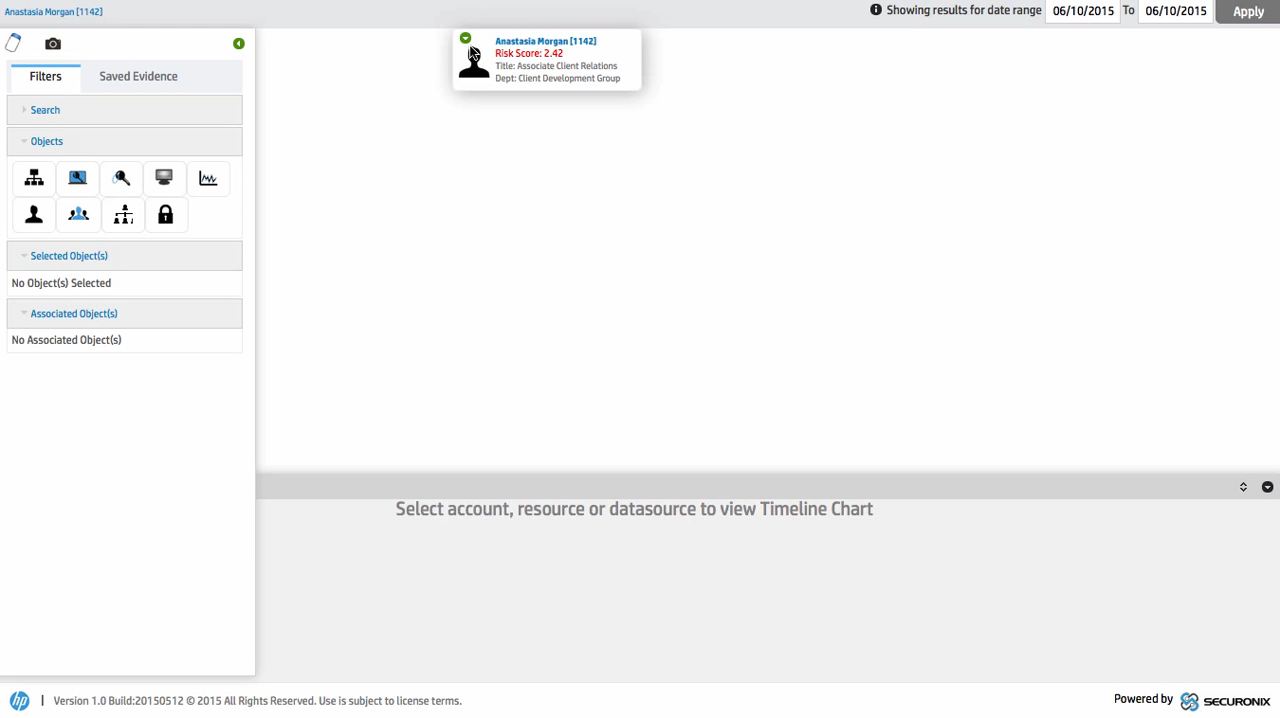 Anastasia Morgan [1142]
Showing results for date range 06/10/2015 To 06/10/2015 Apply
Filters Saved Evidence
Search
Objects
Selected Object(s)
No Object(s) Selected
Associated Object(s)
No Associated Object(s)
Anastasia Morgan [1142]
Risk Score: 2.42
Title: Associate Client Relations
Dept: Client Development Group
Select account, resource or datasource to view Timeline Chart
hp | Version 1.0 Build:20150512 © 2015 All Rights Reserved. Use is subject to license terms.
Powered by SECURONIX